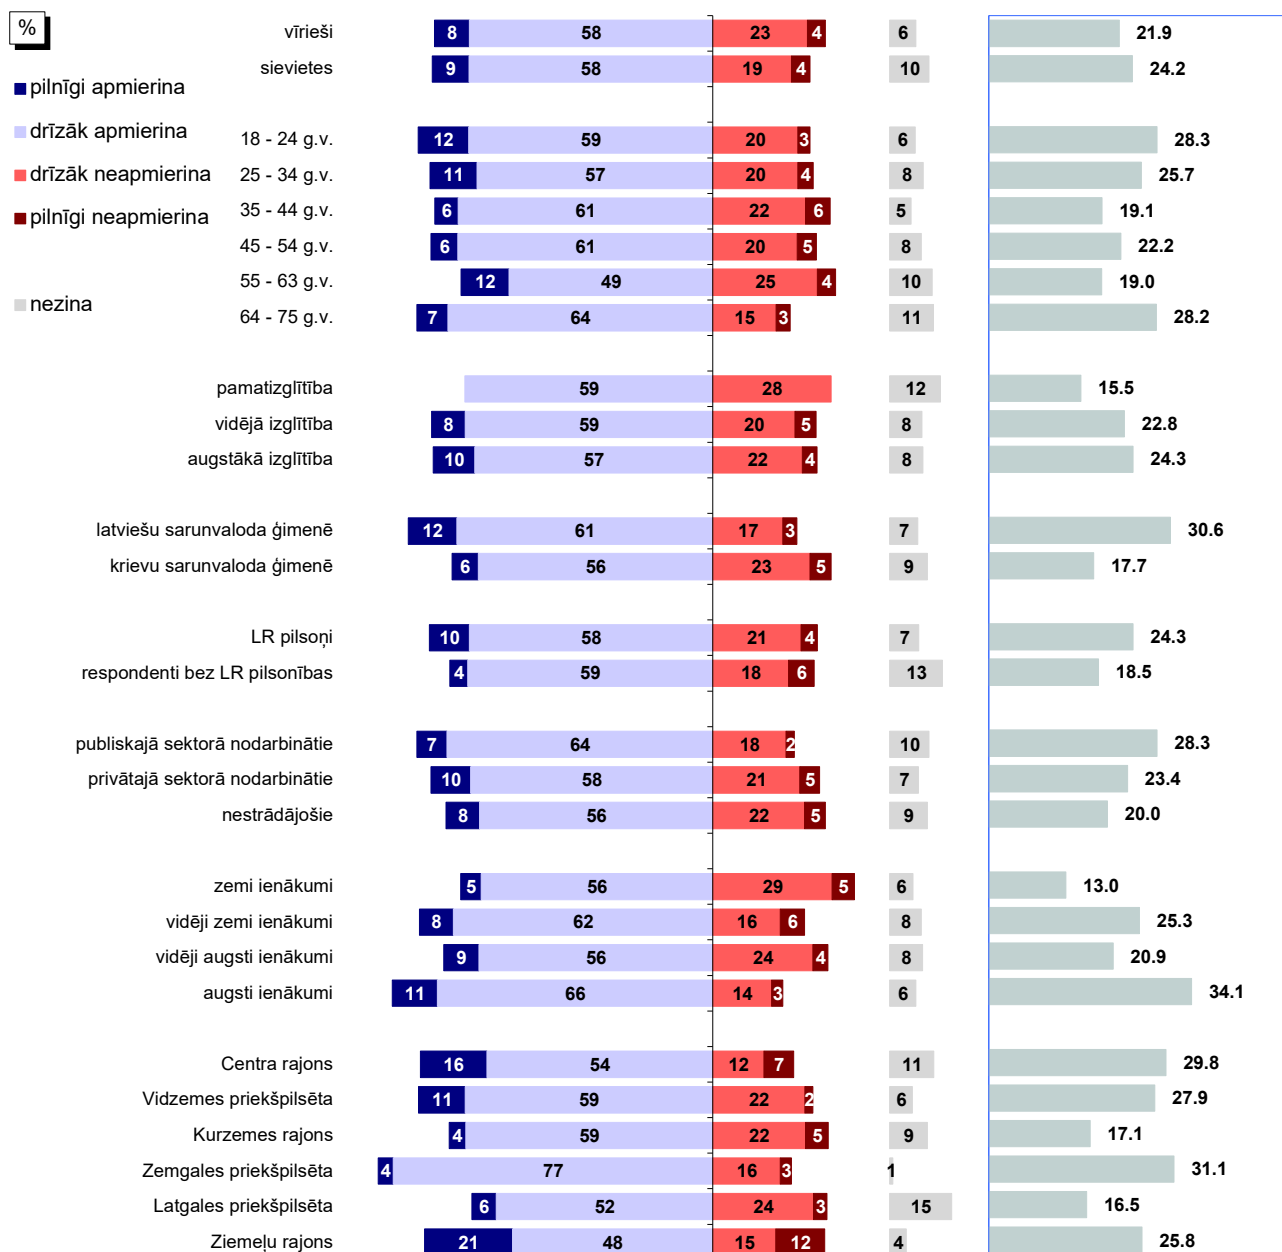 %
pilnīgi apmierina
drīzāk apmierina
drīzāk neapmierina
pilnīgi neapmierina
nezina
vīrieši 8 58 23 4 6 21.9
sievietes 9 58 19 4 10 24.2
18 - 24 g.v. 12 59 20 3 6 28.3
25 - 34 g.v. 11 57 20 4 8 25.7
35 - 44 g.v. 6 61 22 6 5 19.1
45 - 54 g.v. 6 61 20 5 8 22.2
55 - 63 g.v. 12 49 25 4 10 19.0
64 - 75 g.v. 7 64 15 3 11 28.2
pamatizglītība 59 28 12 15.5
vidējā izglītība 8 59 20 5 8 22.8
augstākā izglītība 10 57 22 4 8 24.3
latviešu sarunvaloda ģimenē 12 61 17 3 7 30.6
krievu sarunvaloda ģimenē 6 56 23 5 9 17.7
LR pilsoņi 10 58 21 4 7 24.3
respondenti bez LR pilsonības 4 59 18 6 13 18.5
publiskajā sektorā nodarbinātie 7 64 18 2 10 28.3
privātajā sektorā nodarbinātie 10 58 21 5 7 23.4
nestrādājošie 8 56 22 5 9 20.0
zemi ienākumi 5 56 29 5 6 13.0
vidēji zemi ienākumi 8 62 16 6 8 25.3
vidēji augsti ienākumi 9 56 24 4 8 20.9
augsti ienākumi 11 66 14 3 6 34.1
Centra rajons 16 54 12 7 11 29.8
Vidzemes priekšpilsēta 11 59 22 2 6 27.9
Kurzemes rajons 4 59 22 5 9 17.1
Zemgales priekšpilsēta 4 77 16 3 1 31.1
Latgales priekšpilsēta 6 52 24 3 15 16.5
Ziemeļu rajons 21 48 15 12 4 25.8